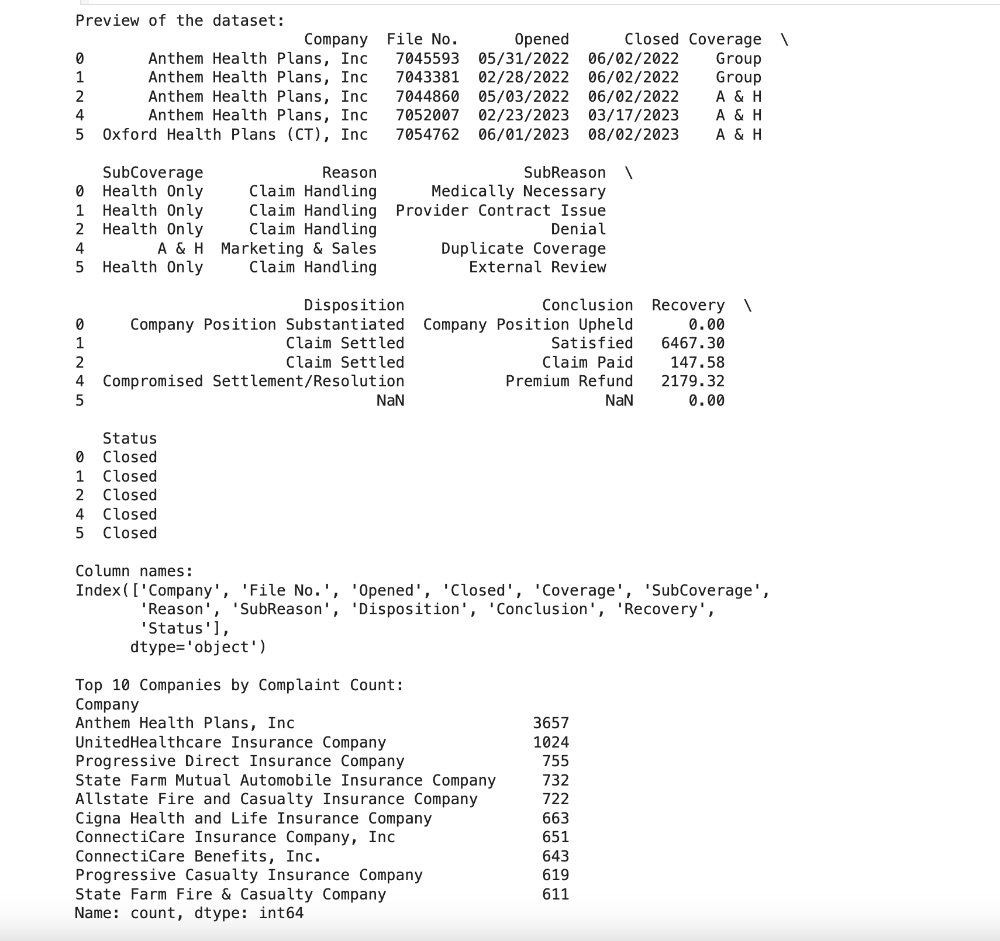 Preview of the dataset:
                         Company  File No.      Opened      Closed Coverage  \
0       Anthem Health Plans, Inc   7045593  05/31/2022  06/02/2022    Group
1       Anthem Health Plans, Inc   7043381  02/28/2022  06/02/2022    Group
2       Anthem Health Plans, Inc   7044860  05/03/2022  06/02/2022    A & H
4       Anthem Health Plans, Inc   7052007  02/23/2023  03/17/2023    A & H
5  Oxford Health Plans (CT), Inc   7054762  06/01/2023  08/02/2023    A & H

   SubCoverage             Reason                SubReason  \
0  Health Only     Claim Handling      Medically Necessary
1  Health Only     Claim Handling  Provider Contract Issue
2  Health Only     Claim Handling                   Denial
4        A & H  Marketing & Sales       Duplicate Coverage
5  Health Only     Claim Handling          External Review

                         Disposition               Conclusion  Recovery  \
0      Company Position Substantiated  Company Position Upheld      0.00
1                       Claim Settled                Satisfied   6467.30
2                       Claim Settled               Claim Paid    147.58
4   Compromised Settlement/Resolution           Premium Refund   2179.32
5                                 NaN                      NaN      0.00

   Status
0  Closed
1  Closed
2  Closed
4  Closed
5  Closed

Column names:
Index(['Company', 'File No.', 'Opened', 'Closed', 'Coverage', 'SubCoverage',
       'Reason', 'SubReason', 'Disposition', 'Conclusion', 'Recovery',
       'Status'],
      dtype='object')

Top 10 Companies by Complaint Count:
Company
Anthem Health Plans, Inc                          3657
UnitedHealthcare Insurance Company                1024
Progressive Direct Insurance Company               755
State Farm Mutual Automobile Insurance Company     732
Allstate Fire and Casualty Insurance Company       722
Cigna Health and Life Insurance Company            663
ConnectiCare Insurance Company, Inc                651
ConnectiCare Benefits, Inc.                        643
Progressive Casualty Insurance Company             619
State Farm Fire & Casualty Company                 611
Name: count, dtype: int64